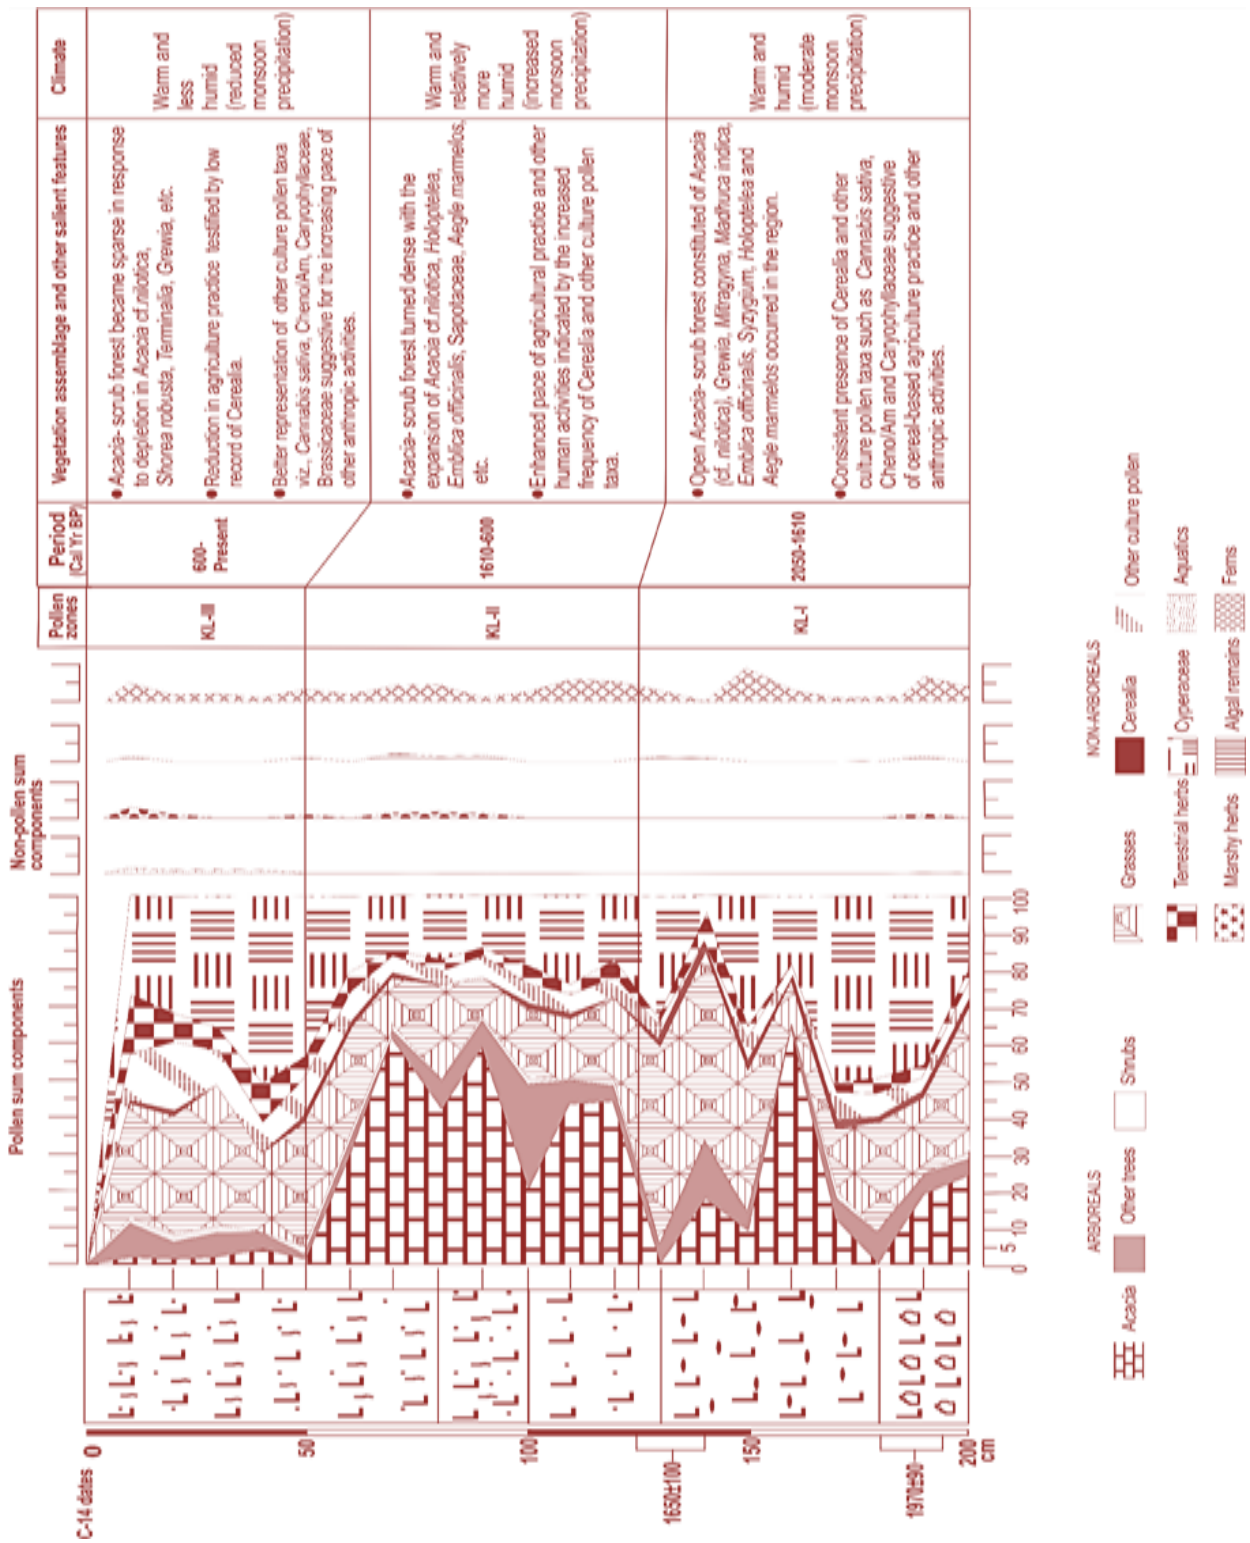 C-14 dates
Pollen sum components
Non-pollen sum
components
Pollen
zones
Period
(Cal Yr BP)
Vegetation assemblage and other salient features
Climate
KL-III
600-
Present
●Acacia- scrub forest became sparse in response
to depletion in Acacia cf.nilotica,
Shorea robusta, Terminalia, Grewia, etc.
●Reduction in agriculture practice testified by low
record of Cerealia.
●Better representation of other culture pollen taxa
viz., Cannabis sativa, Cheno/Am, Caryophyllaceae,
Brassicaceae suggestive for the increasing pace of
other anthropic activities.
Warm and
less
humid
(reduced
monsoon
precipitation)
KL-II
1610-600
●Acacia- scrub forest turned dense with the
expansion of Acacia cf.nilotica, Holoptelea,
Emblica officinalis, Sapotaceae, Aegle marmelos,
etc.
●Enhanced pace of agricultural practice and other
human activities indicated by the increased
frequency of Cerealia and other culture pollen
taxa.
Warm and
relatively
more
humid
(increased
monsoon
precipitation)
KL-I
2050-1610
●Open Acacia- scrub forest constituted of Acacia
(cf. nilotica), Grewia, Mitragyna, Madhuca indica,
Emblica officinalis, Syzygium, Holoptelea and
Aegle marmelos occurred in the region.
●Consistent presence of Cerealia and other
culture pollen taxa such as Cannabis sativa,
Cheno/Am and Caryophyllaceae suggestive
of cereal-based agriculture practice and other
anthropic activities.
Warm and
humid
(moderate
monsoon
precipitation)
0
50
100
150
200
cm
1650±100
1970±90
0 5 10 20 30 40 50 60 70 80 90 100
ARBOREALS
Acacia
Other trees
Shrubs
NON-ARBOREALS
Grasses
Cerealia
Other culture pollen
Terrestrial herbs
Cyperaceae
Aquatics
Marshy herbs
Algal remains
Ferns